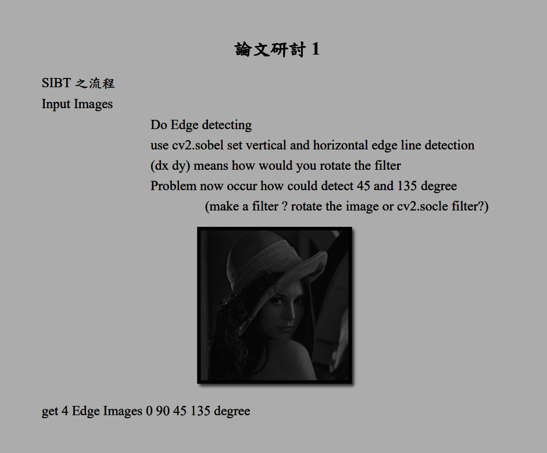 論文研討 1
SIBT 之流程
Input Images
Do Edge detecting
use cv2.sobel set vertical and horizontal edge line detection
(dx dy) means how would you rotate the filter
Problem now occur how could detect 45 and 135 degree
(make a filter ? rotate the image or cv2.socle filter?)
get 4 Edge Images 0 90 45 135 degree